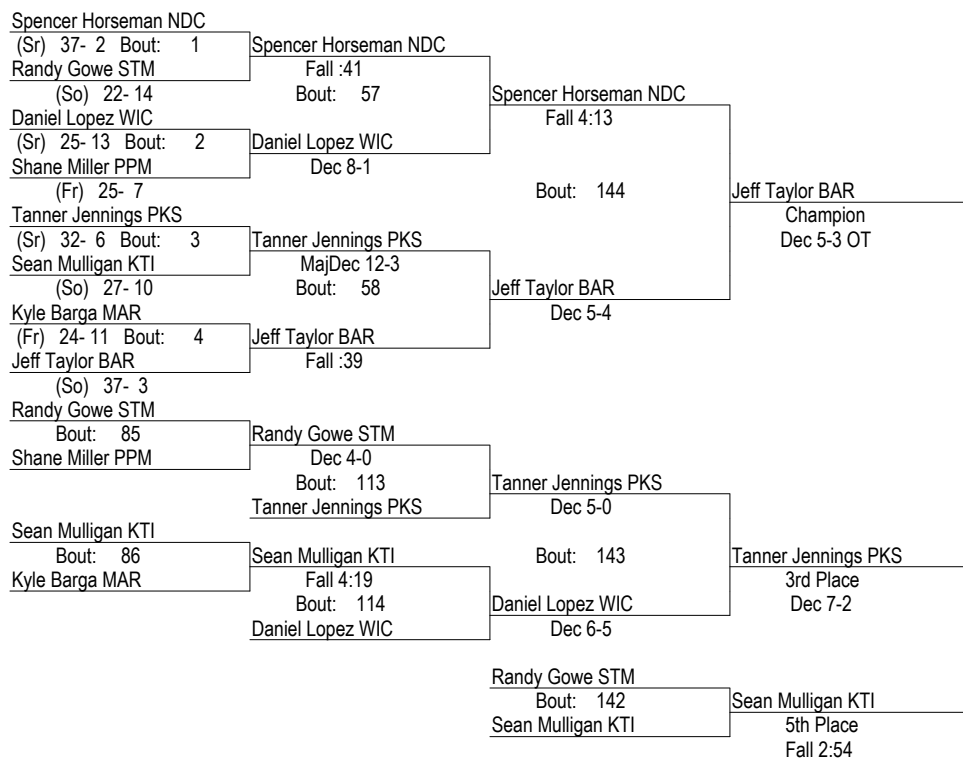 Spencer Horseman NDC
(Sr) 37- 2 Bout: 1
Randy Gowe STM
(So) 22- 14
Daniel Lopez WIC
(Sr) 25- 13 Bout: 2
Shane Miller PPM
(Fr) 25- 7
Tanner Jennings PKS
(Sr) 32- 6 Bout: 3
Sean Mulligan KTI
(So) 27- 10
Kyle Barga MAR
(Fr) 24- 11 Bout: 4
Jeff Taylor BAR
(So) 37- 3
Spencer Horseman NDC
Fall :41
Bout: 57
Daniel Lopez WIC
Dec 8-1
Tanner Jennings PKS
MajDec 12-3
Bout: 58
Jeff Taylor BAR
Fall :39
Spencer Horseman NDC
Fall 4:13
Bout: 144
Jeff Taylor BAR
Dec 5-4
Jeff Taylor BAR
Champion
Dec 5-3 OT
Randy Gowe STM
Bout: 85
Shane Miller PPM
Sean Mulligan KTI
Bout: 86
Kyle Barga MAR
Randy Gowe STM
Dec 4-0
Bout: 113
Tanner Jennings PKS
Sean Mulligan KTI
Fall 4:19
Bout: 114
Daniel Lopez WIC
Tanner Jennings PKS
Dec 5-0
Bout: 143
Daniel Lopez WIC
Dec 6-5
Tanner Jennings PKS
3rd Place
Dec 7-2
Randy Gowe STM
Bout: 142
Sean Mulligan KTI
Sean Mulligan KTI
5th Place
Fall 2:54